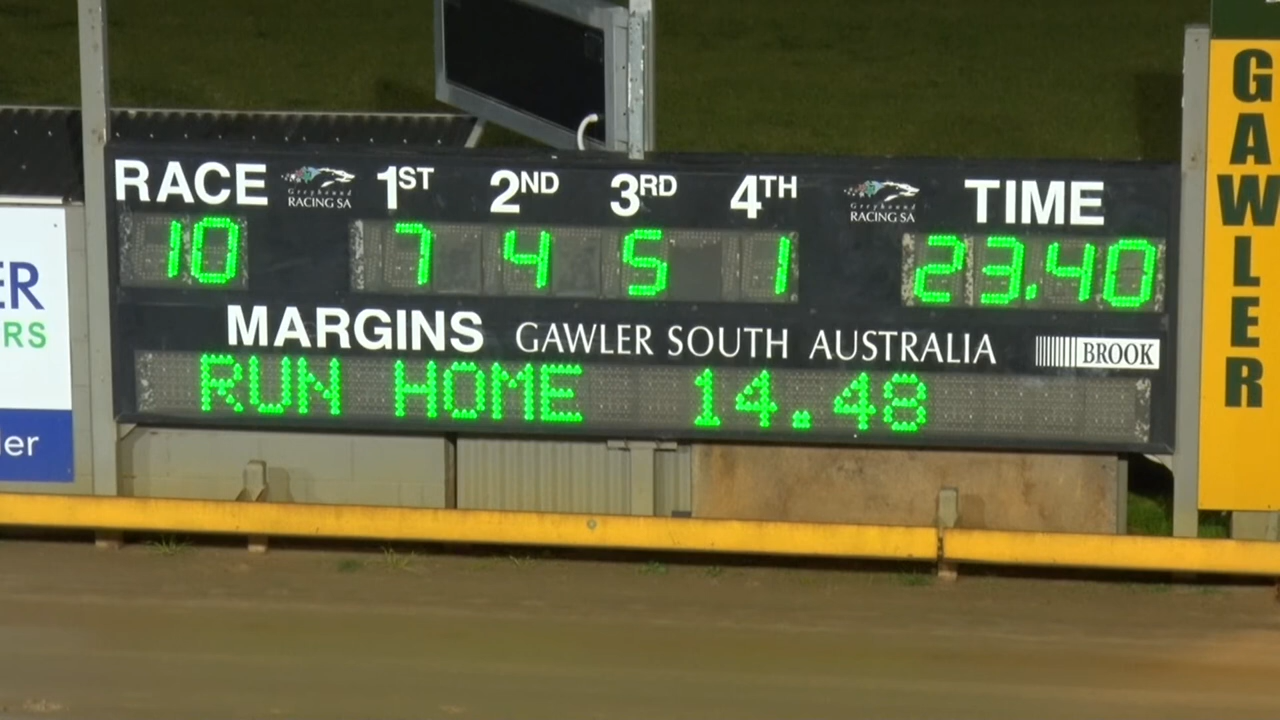 RACE Greyhound RACING SA 1ST 2ND 3RD 4TH Greyhound RACING SA TIME
10 7 4 5 1 23.40
MARGINS GAWLER SOUTH AUSTRALIA BROOK
RUN HOME 14.48
GAWLER
ER
RS
ler